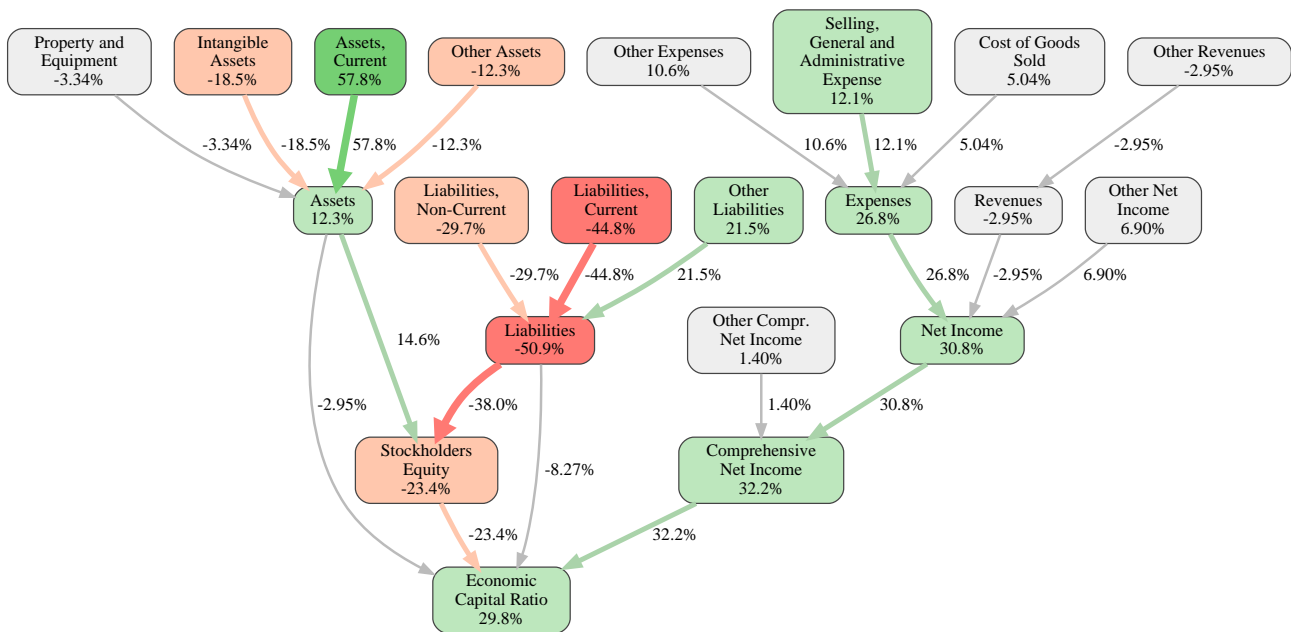 Property and
Equipment
-3.34%
Intangible
Assets
-18.5%
Assets,
Current
57.8%
Other Assets
-12.3%
Other Expenses
10.6%
Selling,
General and
Administrative
Expense
12.1%
Cost of Goods
Sold
5.04%
Other Revenues
-2.95%
-3.34%
-18.5%
57.8%
-12.3%
10.6%
12.1%
5.04%
-2.95%
Assets
12.3%
Liabilities,
Non-Current
-29.7%
Liabilities,
Current
-44.8%
Other
Liabilities
21.5%
Expenses
26.8%
Revenues
-2.95%
Other Net
Income
6.90%
-29.7%
-44.8%
21.5%
26.8%
-2.95%
6.90%
14.6%
Liabilities
-50.9%
Other Compr.
Net Income
1.40%
Net Income
30.8%
-2.95%
-38.0%
1.40%
30.8%
Stockholders
Equity
-23.4%
-8.27%
Comprehensive
Net Income
32.2%
-23.4%
32.2%
Economic
Capital Ratio
29.8%